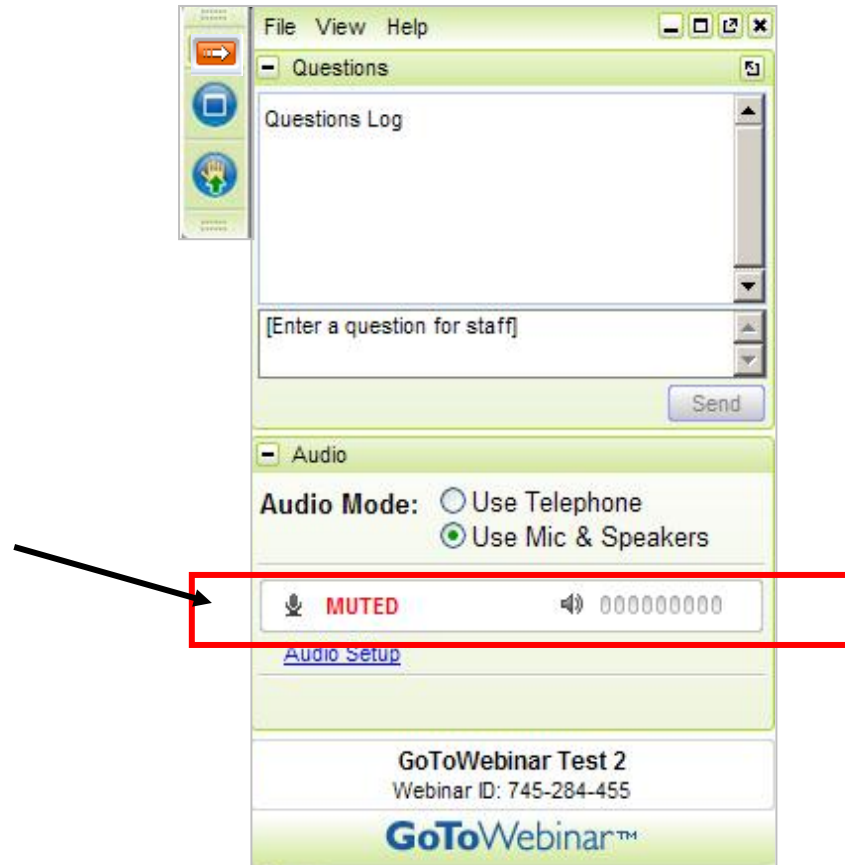 File View Help
Questions
Questions Log
[Enter a question for staff]
Send
Audio
Audio Mode: Use Telephone
Use Mic & Speakers
MUTED 000000000
Audio Setup
GoToWebinar Test 2
Webinar ID: 745-284-455
GoToWebinar™